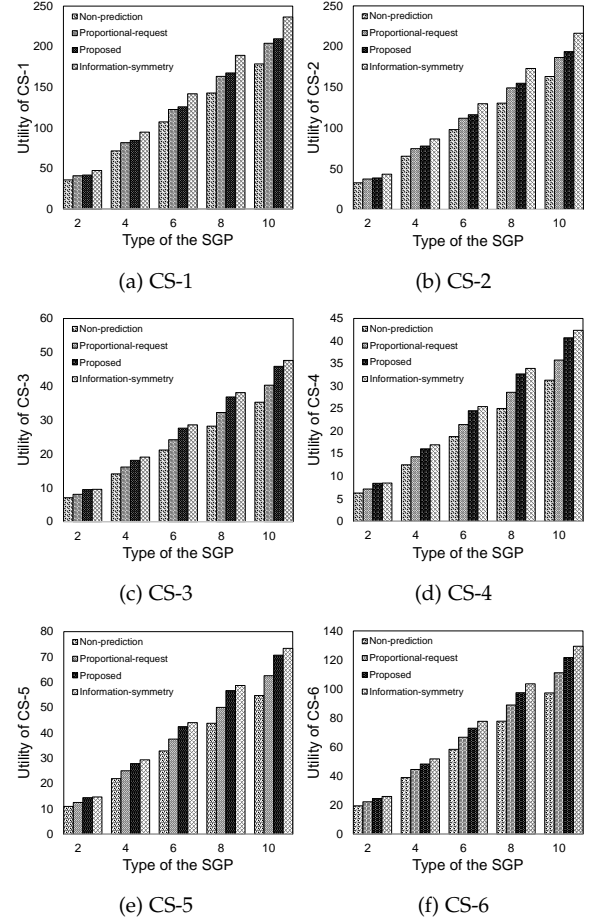 250
200
150
100
50
0
Utility of CS-1
Non-prediction
Proportional-request
Proposed
Information-symmetry
2 4 6 8 10
Type of the SGP
(a) CS-1
250
200
150
100
50
0
Utility of CS-2
Non-prediction
Proportional-request
Proposed
Information-symmetry
2 4 6 8 10
Type of the SGP
(b) CS-2
60
50
40
30
20
10
0
Utility of CS-3
Non-prediction
Proportional-request
Proposed
Information-symmetry
2 4 6 8 10
Type of the SGP
(c) CS-3
45
40
35
30
25
20
15
10
5
0
Utility of CS-4
Non-prediction
Proportional-request
Proposed
Information-symmetry
2 4 6 8 10
Type of the SGP
(d) CS-4
80
70
60
50
40
30
20
10
0
Utility of CS-5
Non-prediction
Proportional-request
Proposed
Information-symmetry
2 4 6 8 10
Type of the SGP
(e) CS-5
140
120
100
80
60
40
20
0
Utility of CS-6
Non-prediction
Proportional-request
Proposed
Information-symmetry
2 4 6 8 10
Type of the SGP
(f) CS-6